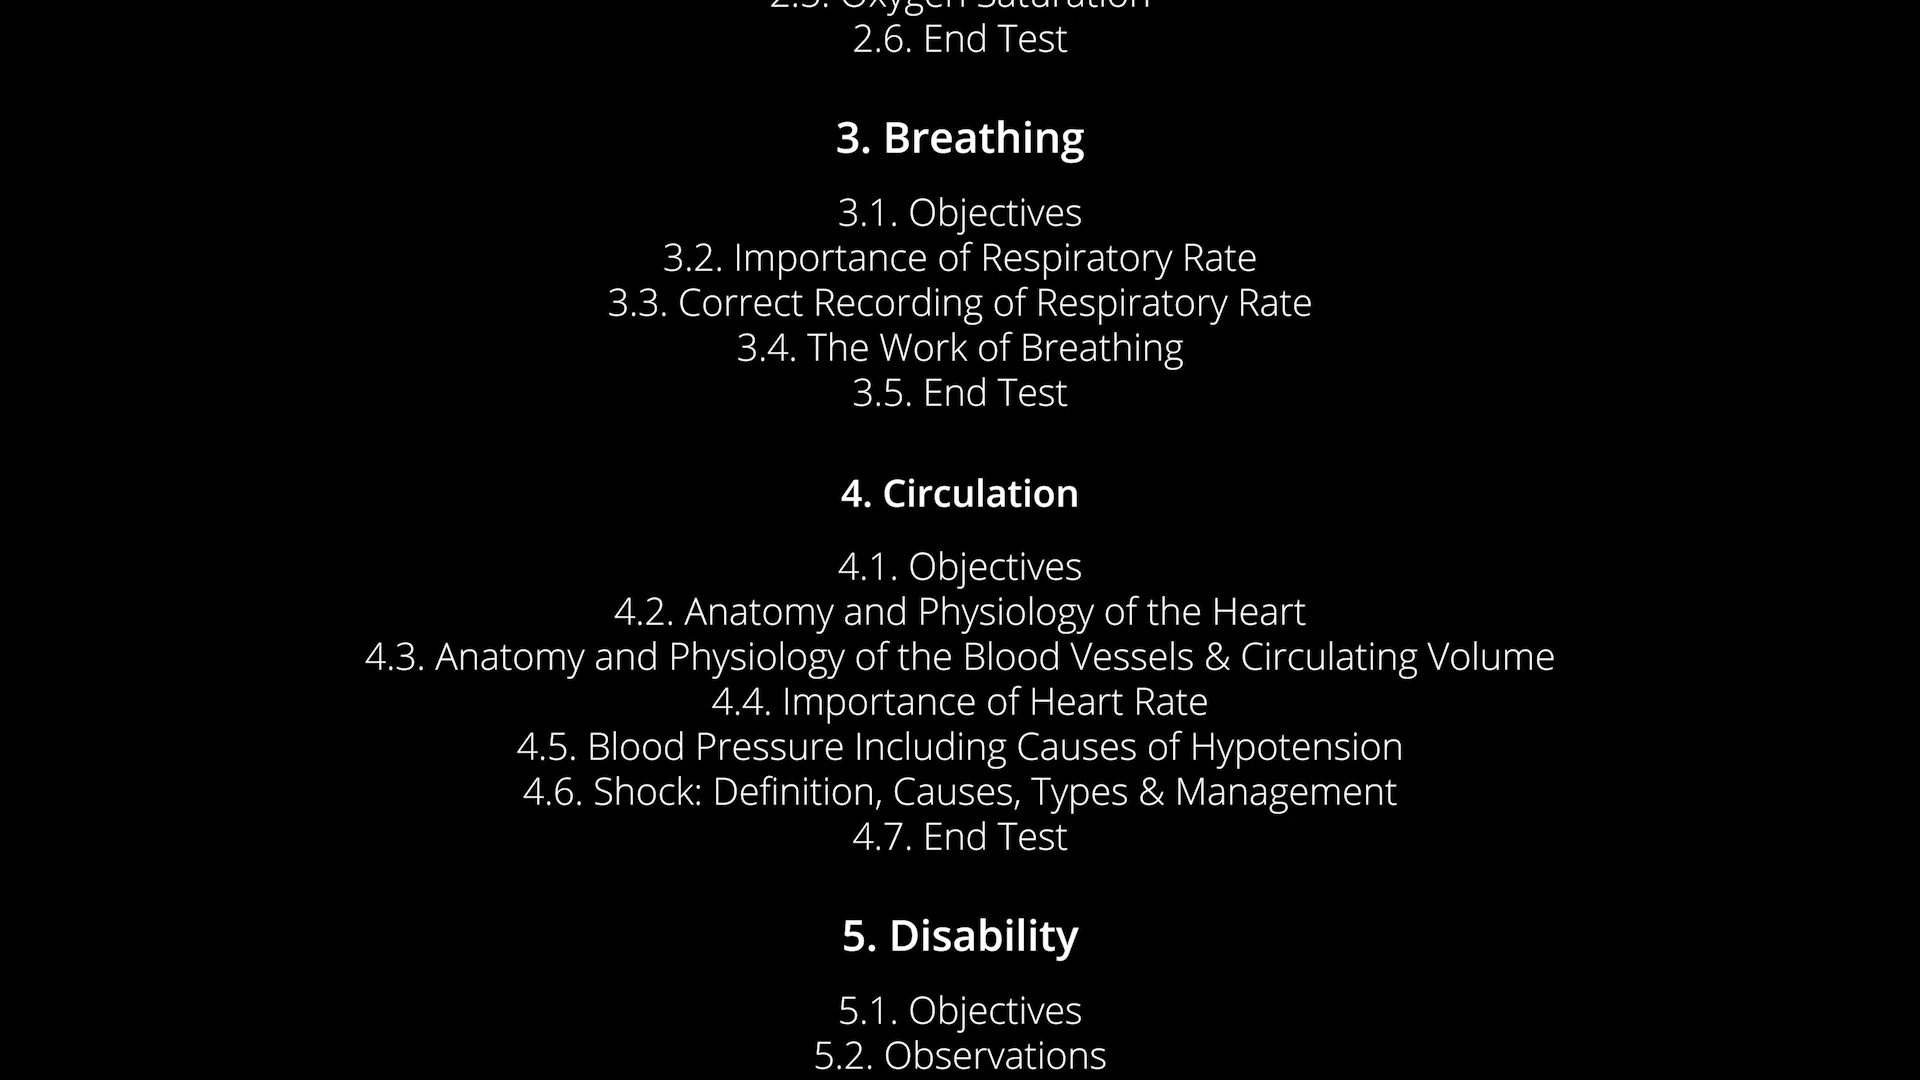 2.5. Oxygen Saturation
2.6. End Test
3. Breathing
3.1. Objectives
3.2. Importance of Respiratory Rate
3.3. Correct Recording of Respiratory Rate
3.4. The Work of Breathing
3.5. End Test
4. Circulation
4.1. Objectives
4.2. Anatomy and Physiology of the Heart
4.3. Anatomy and Physiology of the Blood Vessels & Circulating Volume
4.4. Importance of Heart Rate
4.5. Blood Pressure Including Causes of Hypotension
4.6. Shock: Definition, Causes, Types & Management
4.7. End Test
5. Disability
5.1. Objectives
5.2. Observations